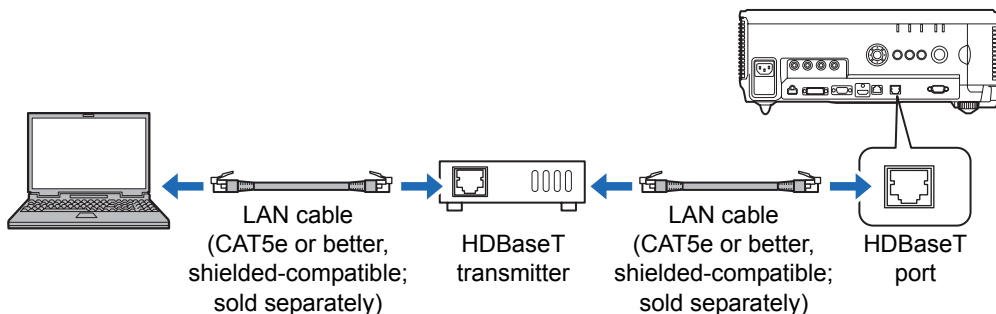 LAN cable
(CAT5e or better,
shielded-compatible;
sold separately)
HDBaseT
transmitter
LAN cable
(CAT5e or better,
shielded-compatible;
sold separately)
HDBaseT
port